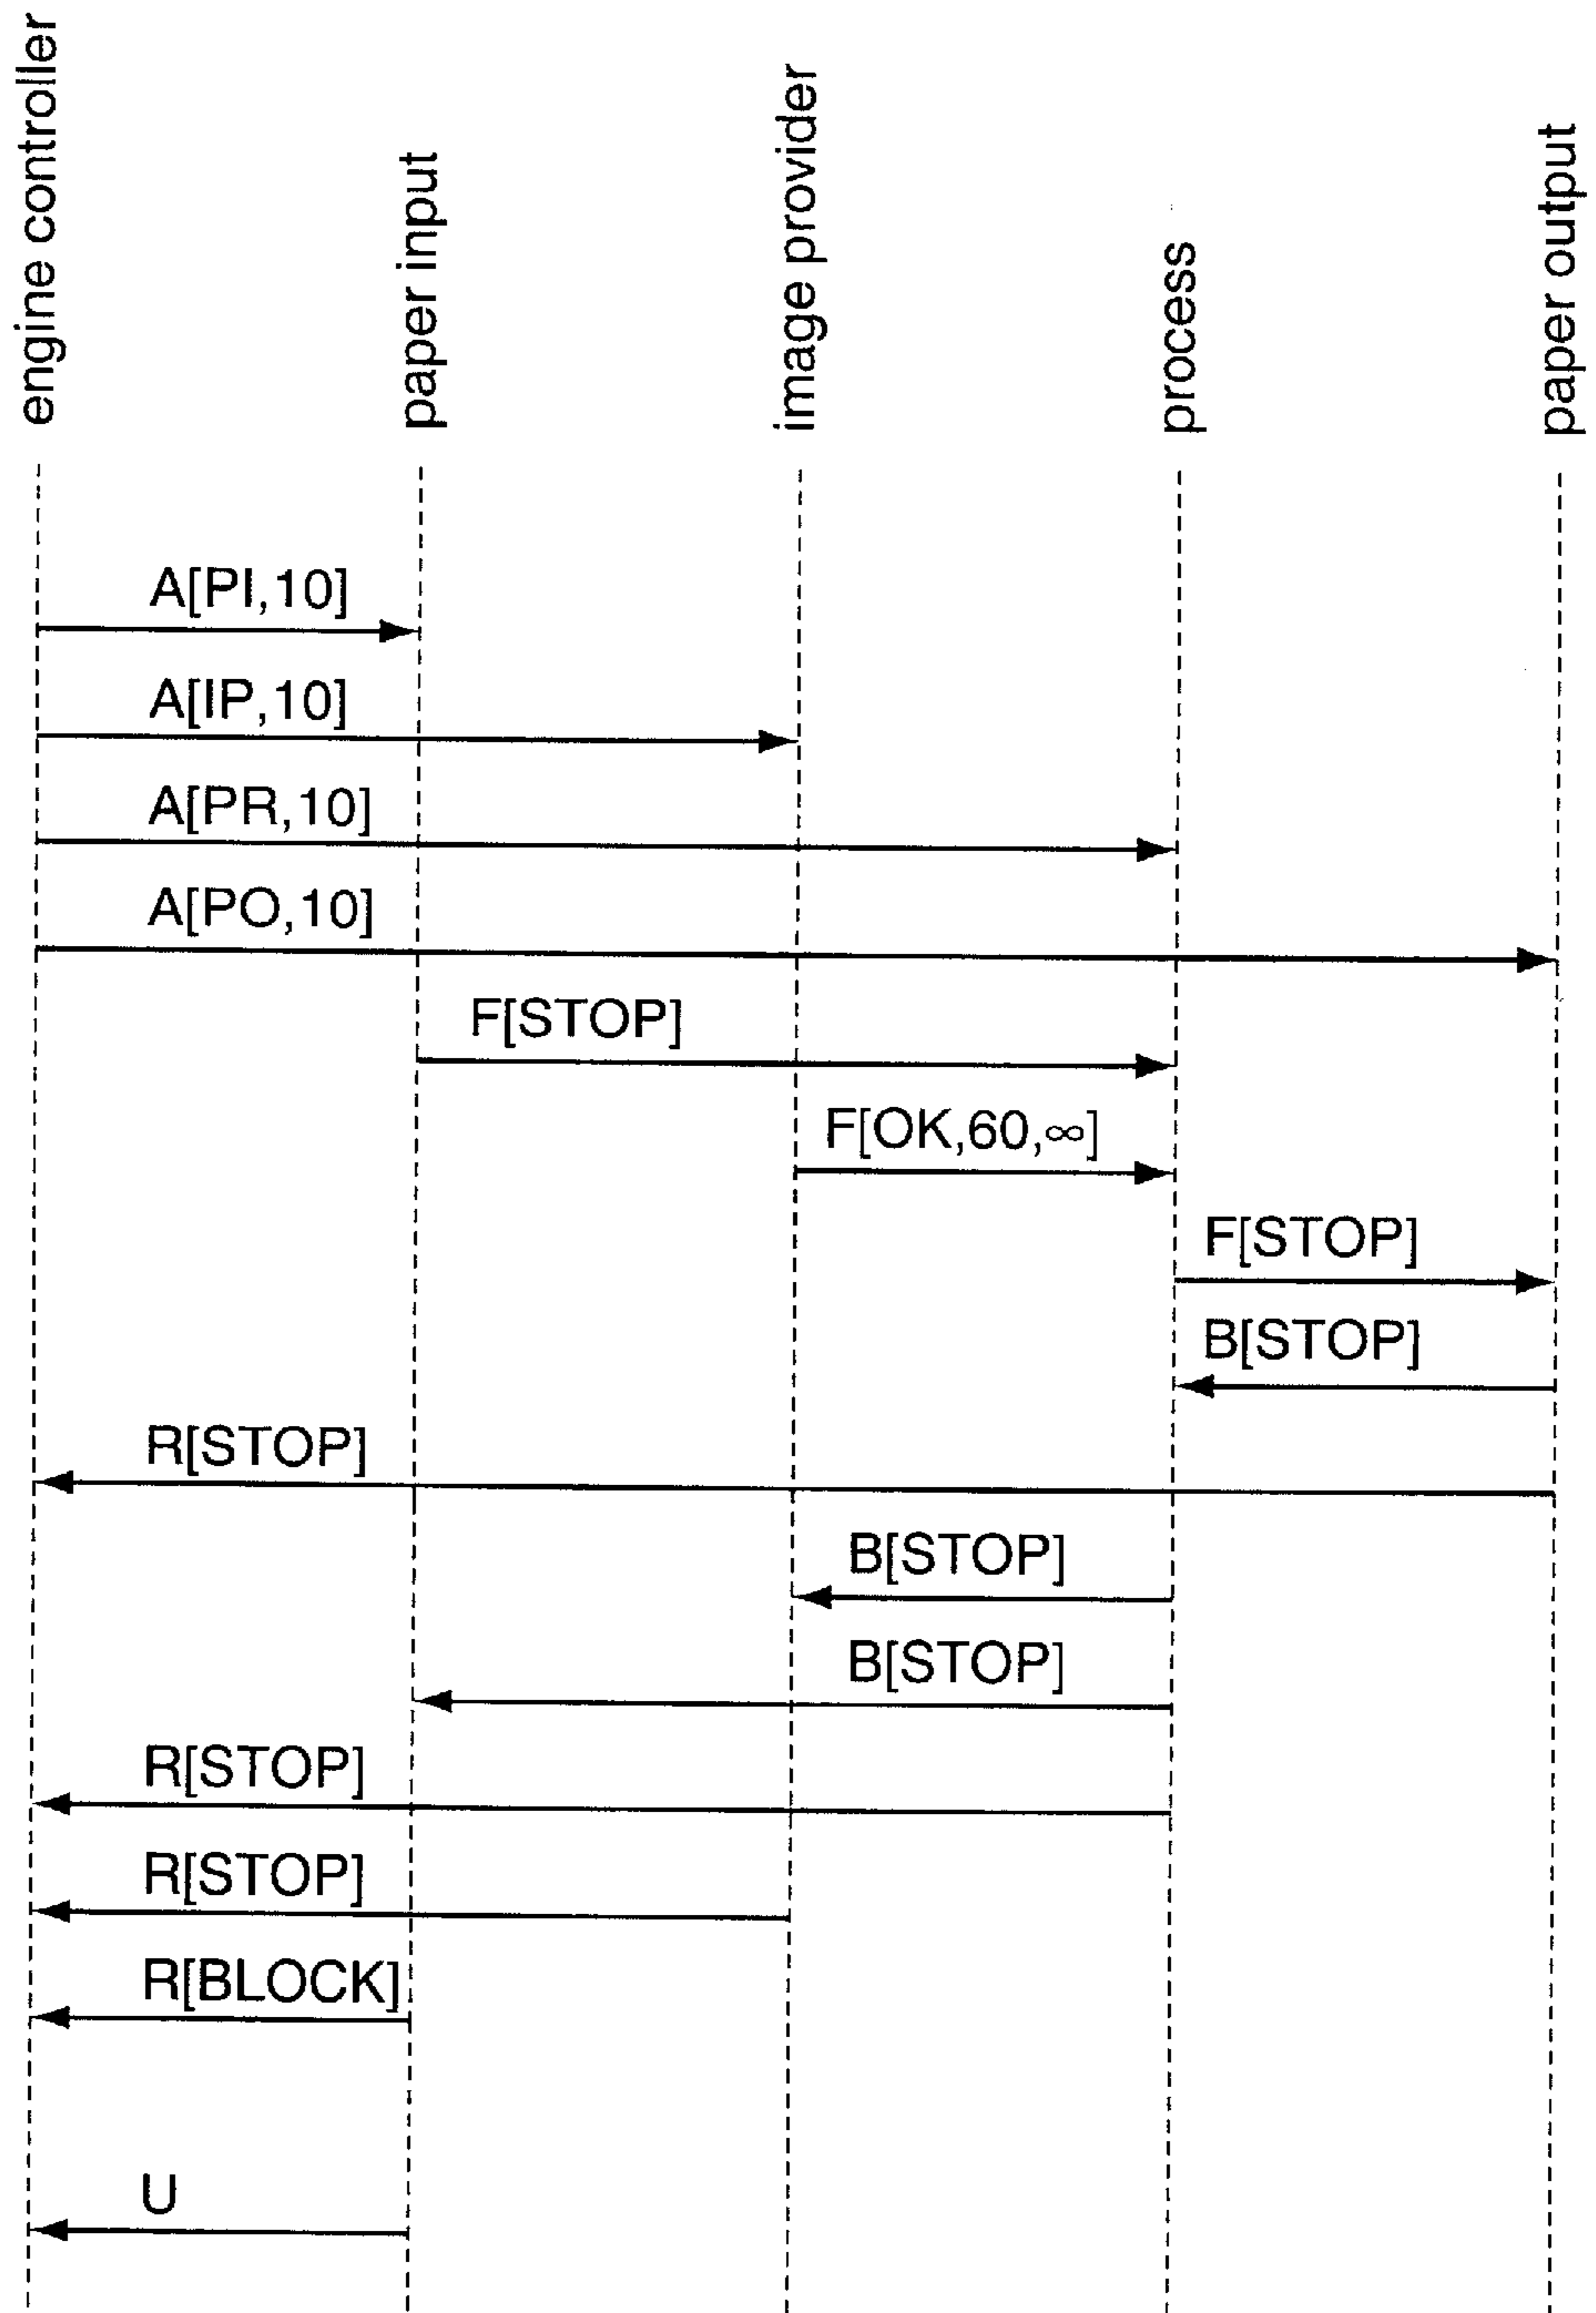 engine controller
paper input
image provider
process
paper output
A[PI,10]
A[IP,10]
A[PR,10]
A[PO,10]
F[STOP]
F[OK,60,∞]
F[STOP]
B[STOP]
R[STOP]
B[STOP]
B[STOP]
R[STOP]
R[STOP]
R[BLOCK]
U